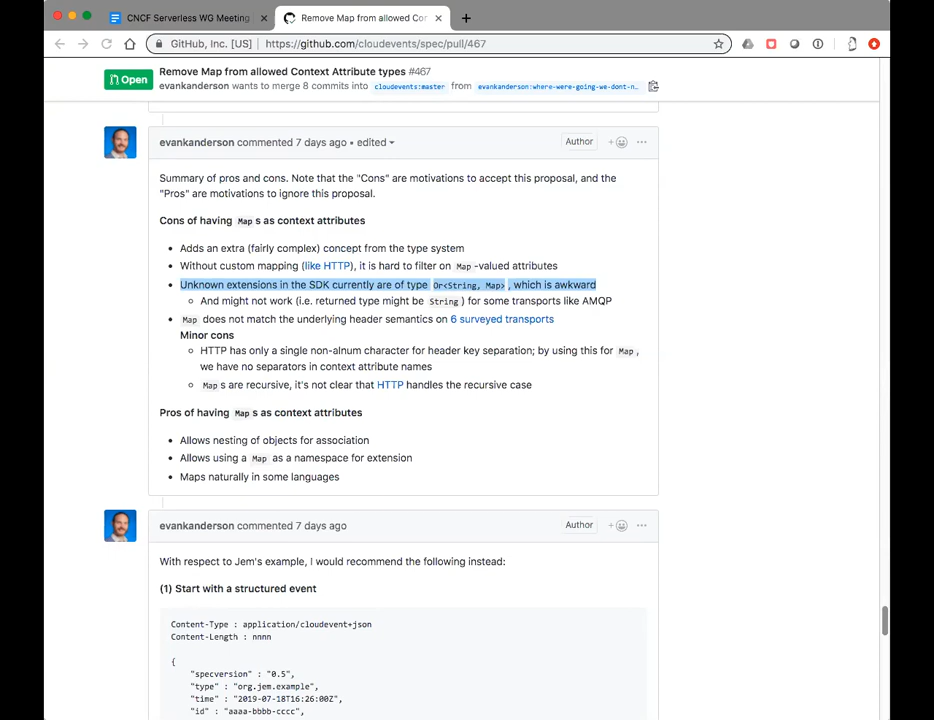 CNCF Serverless WG Meeting
Remove Map from allowed Cor
GitHub, Inc. [US] | https://github.com/cloudevents/spec/pull/467
Open
Remove Map from allowed Context Attribute types #467
evankanderson wants to merge 8 commits into cloudevents:master from evankanderson:where-were-going-we-dont-n…
evankanderson commented 7 days ago • edited
Author
Summary of pros and cons. Note that the "Cons" are motivations to accept this proposal, and the
"Pros" are motivations to ignore this proposal.
Cons of having Map s as context attributes
• Adds an extra (fairly complex) concept from the type system
• Without custom mapping (like HTTP), it is hard to filter on Map -valued attributes
• Unknown extensions in the SDK currently are of type Or<String, Map> , which is awkward
And might not work (i.e. returned type might be String ) for some transports like AMQP
• Map does not match the underlying header semantics on 6 surveyed transports
Minor cons
HTTP has only a single non-alnum character for header key separation; by using this for Map ,
we have no separators in context attribute names
Map s are recursive, it's not clear that HTTP handles the recursive case
Pros of having Map s as context attributes
• Allows nesting of objects for association
• Allows using a Map as a namespace for extension
• Maps naturally in some languages
evankanderson commented 7 days ago
Author
With respect to Jem's example, I would recommend the following instead:
(1) Start with a structured event
Content-Type : application/cloudevent+json
Content-Length : nnnn
{
"specversion" : "0.5",
"type" : "org.jem.example",
"time" : "2019-07-18T16:26:00Z",
"id" : "aaaa-bbbb-cccc",